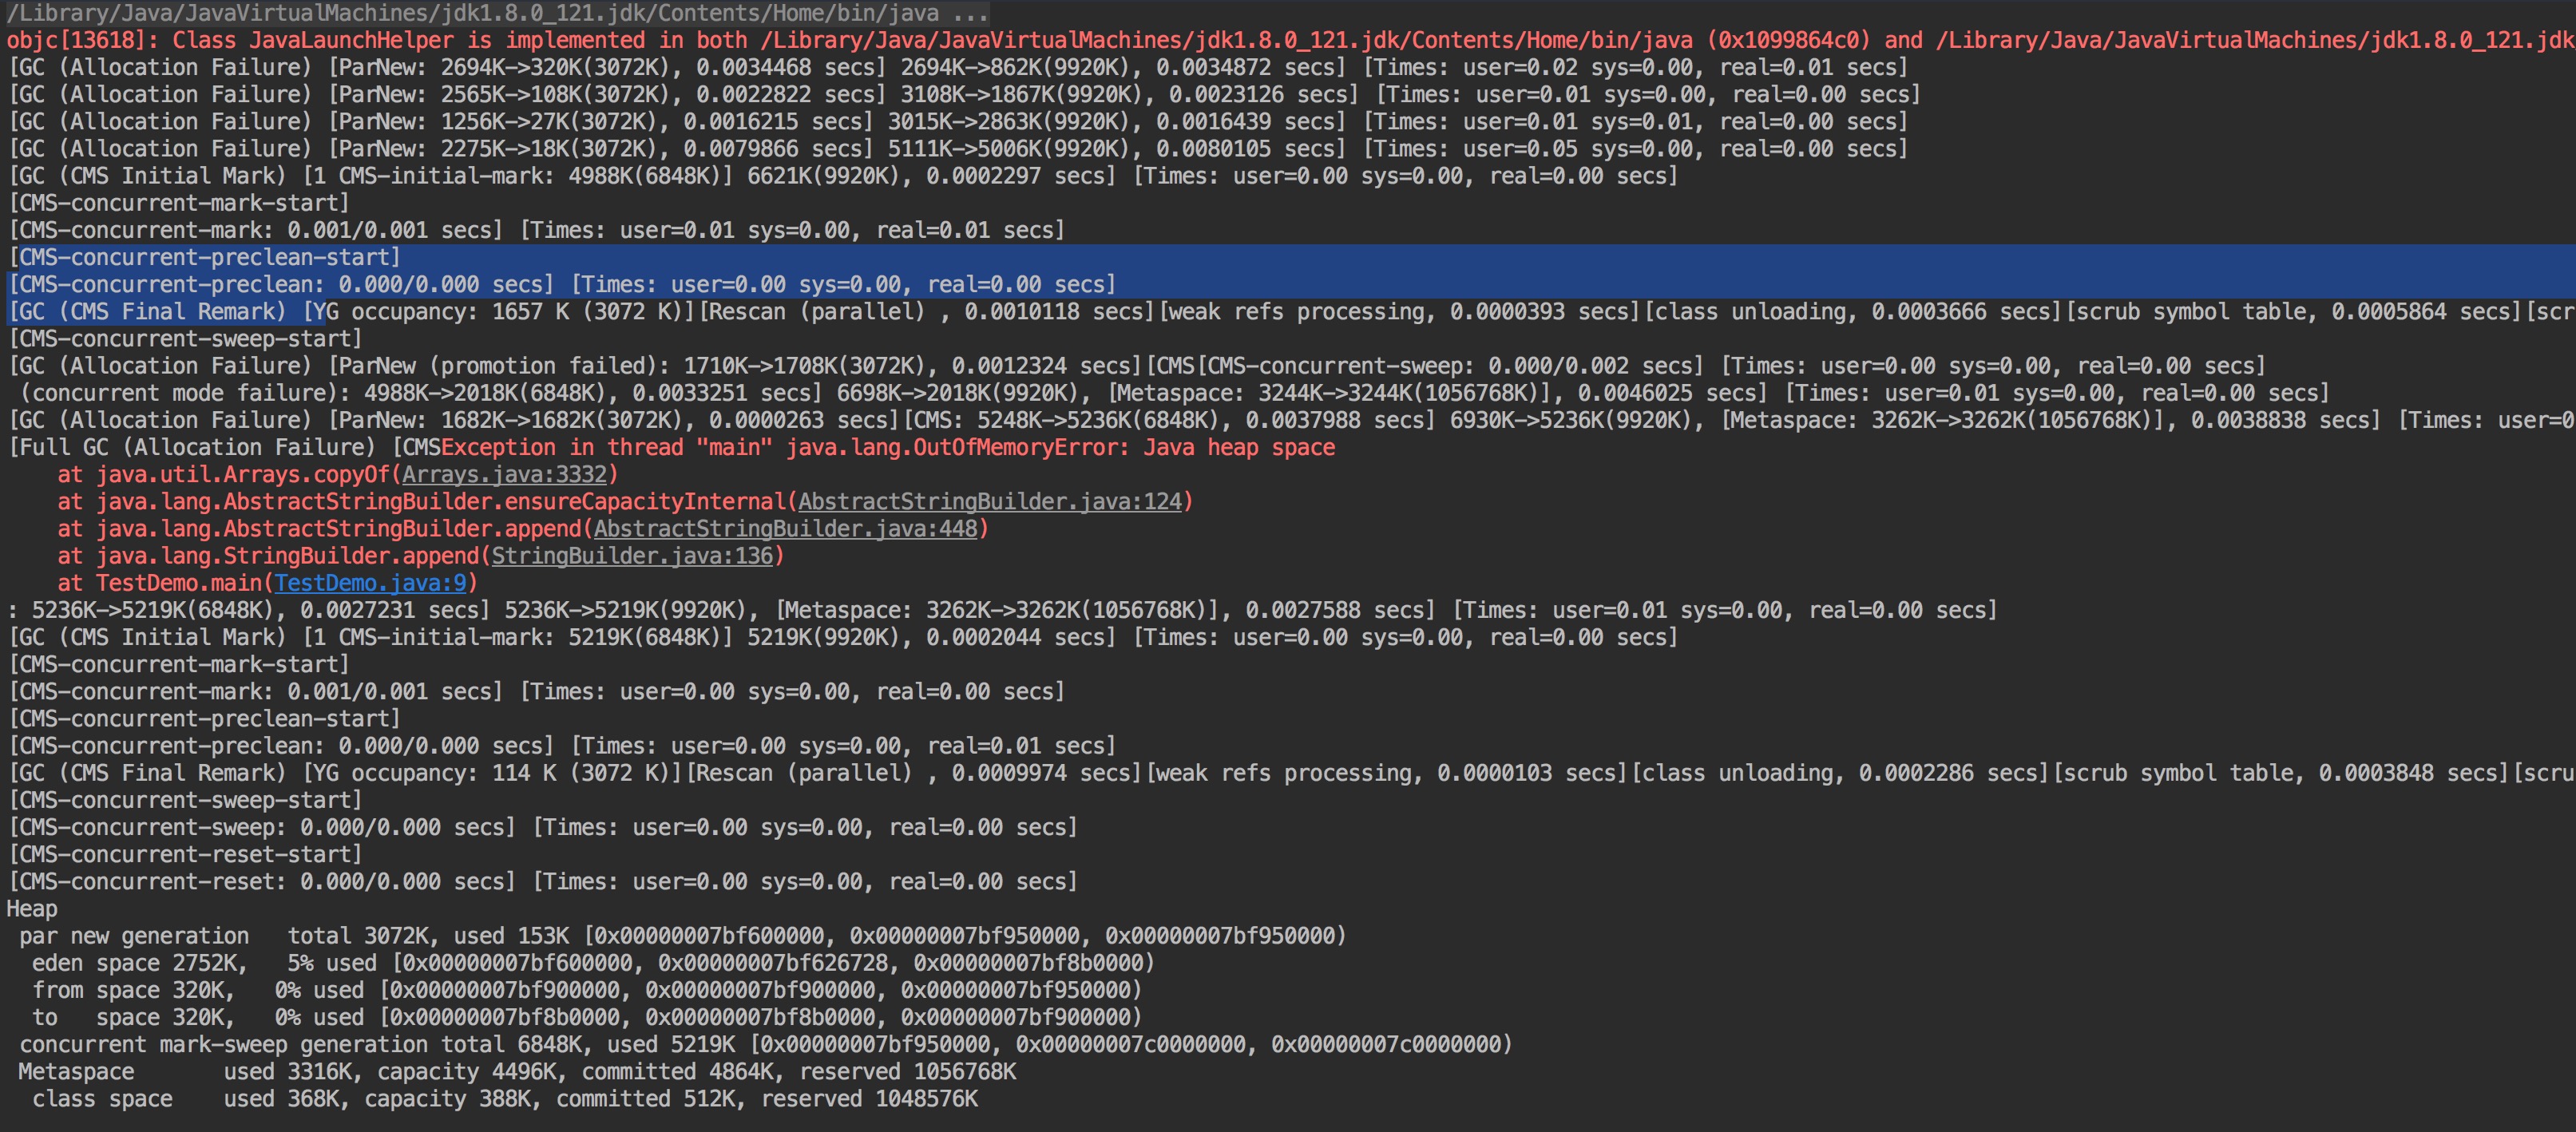 /Library/Java/JavaVirtualMachines/jdk1.8.0_121.jdk/Contents/Home/bin/java ...
objc[13618]: Class JavaLaunchHelper is implemented in both /Library/Java/JavaVirtualMachines/jdk1.8.0_121.jdk/Contents/Home/bin/java (0x1099864c0) and /Library/Java/JavaVirtualMachines/jdk1.8.0_121.jdk
[GC (Allocation Failure) [ParNew: 2694K->320K(3072K), 0.0034468 secs] 2694K->862K(9920K), 0.0034872 secs] [Times: user=0.02 sys=0.00, real=0.01 secs]
[GC (Allocation Failure) [ParNew: 2565K->108K(3072K), 0.0022822 secs] 3108K->1867K(9920K), 0.0023126 secs] [Times: user=0.01 sys=0.00, real=0.00 secs]
[GC (Allocation Failure) [ParNew: 1256K->27K(3072K), 0.0016215 secs] 3015K->2863K(9920K), 0.0016439 secs] [Times: user=0.01 sys=0.01, real=0.00 secs]
[GC (Allocation Failure) [ParNew: 2275K->18K(3072K), 0.0079866 secs] 5111K->5006K(9920K), 0.0080105 secs] [Times: user=0.05 sys=0.00, real=0.00 secs]
[GC (CMS Initial Mark) [1 CMS-initial-mark: 4988K(6848K)] 6621K(9920K), 0.0002297 secs] [Times: user=0.00 sys=0.00, real=0.00 secs]
[CMS-concurrent-mark-start]
[CMS-concurrent-mark: 0.001/0.001 secs] [Times: user=0.01 sys=0.00, real=0.01 secs]
[CMS-concurrent-preclean-start]
[CMS-concurrent-preclean: 0.000/0.000 secs] [Times: user=0.00 sys=0.00, real=0.00 secs]
[GC (CMS Final Remark) [YG occupancy: 1657 K (3072 K)][Rescan (parallel) , 0.0010118 secs][weak refs processing, 0.0000393 secs][class unloading, 0.0003666 secs][scrub symbol table, 0.0005864 secs][scr
[CMS-concurrent-sweep-start]
[GC (Allocation Failure) [ParNew (promotion failed): 1710K->1708K(3072K), 0.0012324 secs][CMS[CMS-concurrent-sweep: 0.000/0.002 secs] [Times: user=0.00 sys=0.00, real=0.00 secs]
 (concurrent mode failure): 4988K->2018K(6848K), 0.0033251 secs] 6698K->2018K(9920K), [Metaspace: 3244K->3244K(1056768K)], 0.0046025 secs] [Times: user=0.01 sys=0.00, real=0.00 secs]
[GC (Allocation Failure) [ParNew: 1682K->1682K(3072K), 0.0000263 secs][CMS: 5248K->5236K(6848K), 0.0037988 secs] 6930K->5236K(9920K), [Metaspace: 3262K->3262K(1056768K)], 0.0038838 secs] [Times: user=0
[Full GC (Allocation Failure) [CMSException in thread "main" java.lang.OutOfMemoryError: Java heap space
    at java.util.Arrays.copyOf(Arrays.java:3332)
    at java.lang.AbstractStringBuilder.ensureCapacityInternal(AbstractStringBuilder.java:124)
    at java.lang.AbstractStringBuilder.append(AbstractStringBuilder.java:448)
    at java.lang.StringBuilder.append(StringBuilder.java:136)
    at TestDemo.main(TestDemo.java:9)
: 5236K->5219K(6848K), 0.0027231 secs] 5236K->5219K(9920K), [Metaspace: 3262K->3262K(1056768K)], 0.0027588 secs] [Times: user=0.01 sys=0.00, real=0.00 secs]
[GC (CMS Initial Mark) [1 CMS-initial-mark: 5219K(6848K)] 5219K(9920K), 0.0002044 secs] [Times: user=0.00 sys=0.00, real=0.00 secs]
[CMS-concurrent-mark-start]
[CMS-concurrent-mark: 0.001/0.001 secs] [Times: user=0.00 sys=0.00, real=0.00 secs]
[CMS-concurrent-preclean-start]
[CMS-concurrent-preclean: 0.000/0.000 secs] [Times: user=0.00 sys=0.00, real=0.01 secs]
[GC (CMS Final Remark) [YG occupancy: 114 K (3072 K)][Rescan (parallel) , 0.0009974 secs][weak refs processing, 0.0000103 secs][class unloading, 0.0002286 secs][scrub symbol table, 0.0003848 secs][scru
[CMS-concurrent-sweep-start]
[CMS-concurrent-sweep: 0.000/0.000 secs] [Times: user=0.00 sys=0.00, real=0.00 secs]
[CMS-concurrent-reset-start]
[CMS-concurrent-reset: 0.000/0.000 secs] [Times: user=0.00 sys=0.00, real=0.00 secs]
Heap
 par new generation   total 3072K, used 153K [0x00000007bf600000, 0x00000007bf950000, 0x00000007bf950000)
  eden space 2752K,   5% used [0x00000007bf600000, 0x00000007bf626728, 0x00000007bf8b0000)
  from space 320K,   0% used [0x00000007bf900000, 0x00000007bf900000, 0x00000007bf950000)
  to   space 320K,   0% used [0x00000007bf8b0000, 0x00000007bf8b0000, 0x00000007bf900000)
 concurrent mark-sweep generation total 6848K, used 5219K [0x00000007bf950000, 0x00000007c0000000, 0x00000007c0000000)
 Metaspace       used 3316K, capacity 4496K, committed 4864K, reserved 1056768K
  class space    used 368K, capacity 388K, committed 512K, reserved 1048576K